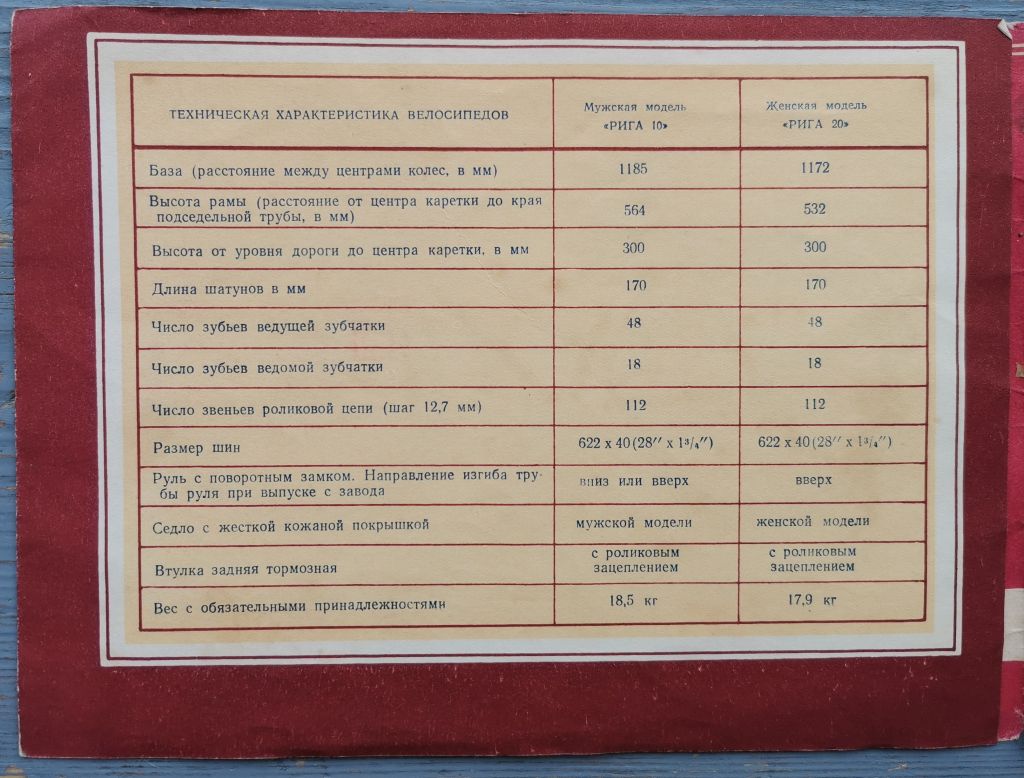 ТЕХНИЧЕСКАЯ ХАРАКТЕРИСТИКА ВЕЛОСИПЕДОВ
Мужская модель
«РИГА 10»
Женская модель
«РИГА 20»
База (расстояние между центрами колес, в мм) 1185 1172
Высота рамы (расстояние от центра каретки до края
подседельной трубы, в мм) 564 532
Высота от уровня дороги до центра каретки, в мм 300 300
Длина шатунов в мм 170 170
Число зубьев ведущей зубчатки 48 48
Число зубьев ведомой зубчатки 18 18
Число звеньев роликовой цепи (шаг 12,7 мм) 112 112
Размер шин 622 x 40 (28″ x 1³/₄″) 622 x 40 (28″ x 1³/₄″)
Руль с поворотным замком. Направление изгиба тру-
бы руля при выпуске с завода вниз или вверх вверх
Седло с жесткой кожаной покрышкой мужской модели женской модели
Втулка задняя тормозная
с роликовым
зацеплением
с роликовым
зацеплением
Вес с обязательными принадлежностями 18,5 кг 17,9 кг